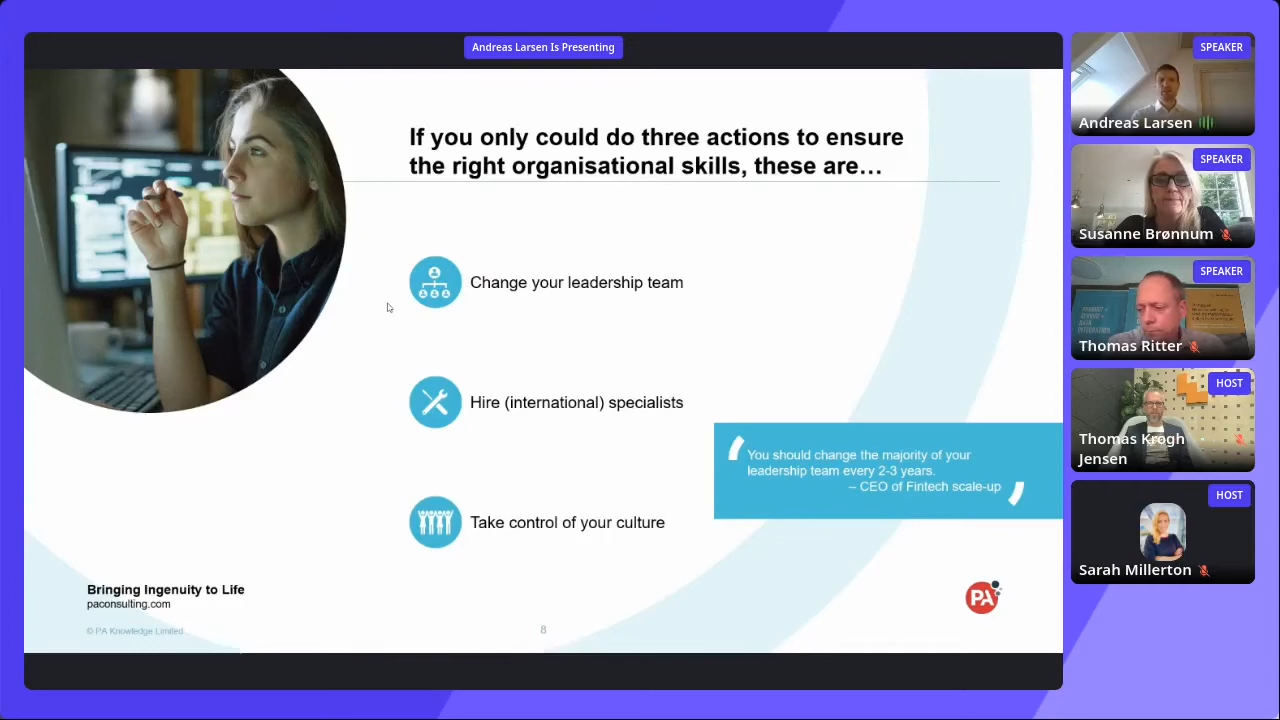 Andreas Larsen Is Presenting
If you only could do three actions to ensure
the right organisational skills, these are…
Change your leadership team
Hire (international) specialists
You should change the majority of your
leadership team every 2-3 years.
– CEO of Fintech scale-up
Take control of your culture
Bringing Ingenuity to Life
paconsulting.com
© PA Knowledge Limited
8
PA
SPEAKER
Andreas Larsen
SPEAKER
Susanne Brønnum
SPEAKER
PRODUCT +
SERVICE +
DATA
INTEGRATION
Thomas Ritter
HOST
Thomas Krogh
Jensen
HOST
Sarah Millerton